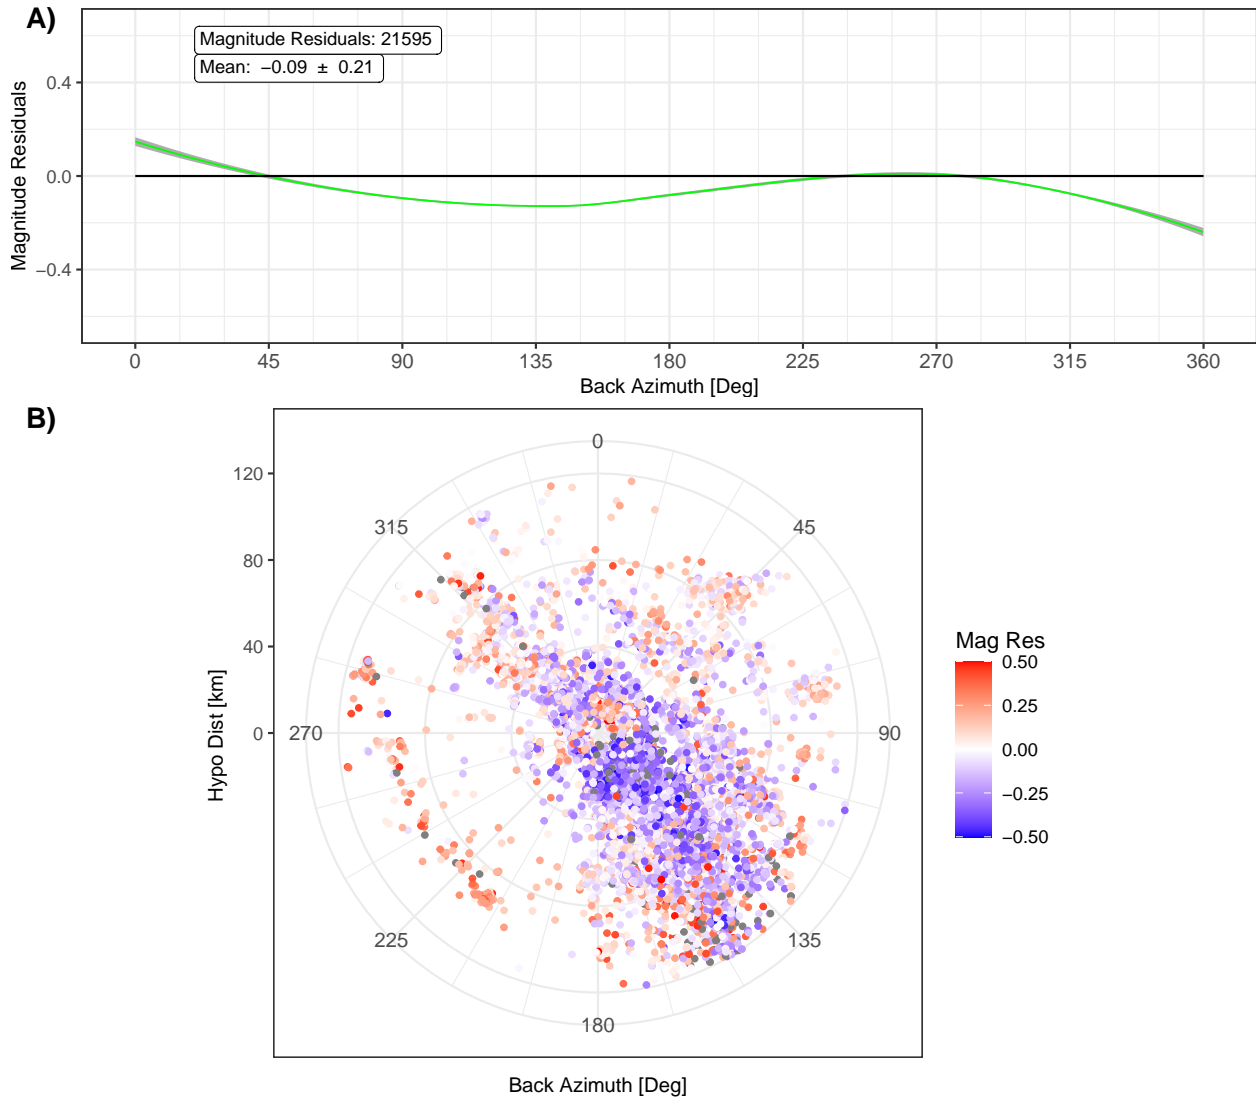 A)
Magnitude Residuals: 21595
Mean: −0.09 ± 0.21
Magnitude Residuals
0.4
0.0
−0.4
0 45 90 135 180 225 270 315 360
Back Azimuth [Deg]
B)
Hypo Dist [km]
120
80
40
0
0
45
90
135
180
225
270
315
Back Azimuth [Deg]
Mag Res
0.50
0.25
0.00
−0.25
−0.50